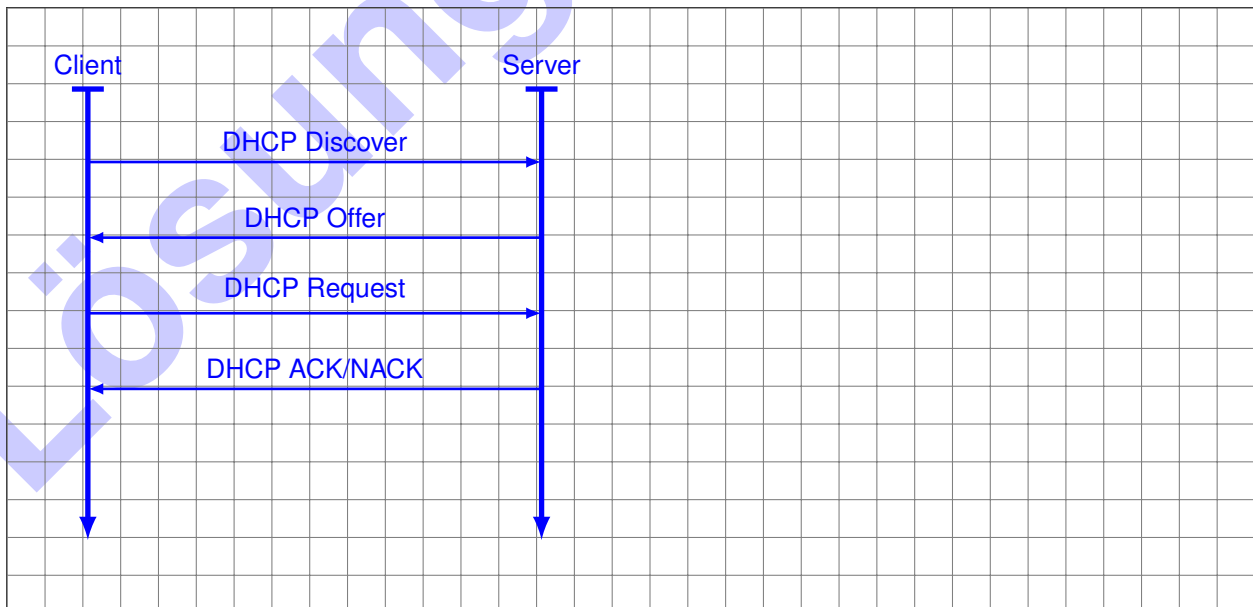 Client
Server
DHCP Discover
DHCP Offer
DHCP Request
DHCP ACK/NACK
Lösung